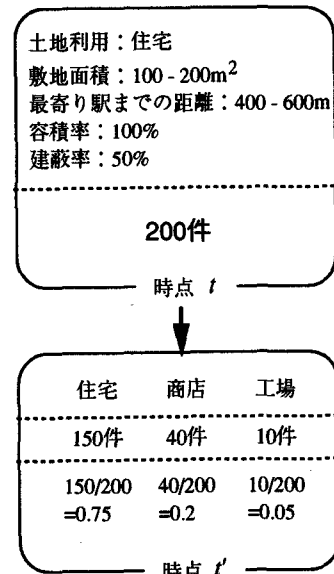 土地利用：住宅
敷地面積：100 - 200m²
最寄り駅までの距離：400 - 600m
容積率：100%
建蔽率：50%
200件
時点 t
住宅 商店 工場
150件 40件 10件
150/200 40/200 10/200
=0.75 =0.2 =0.05
時点 t'